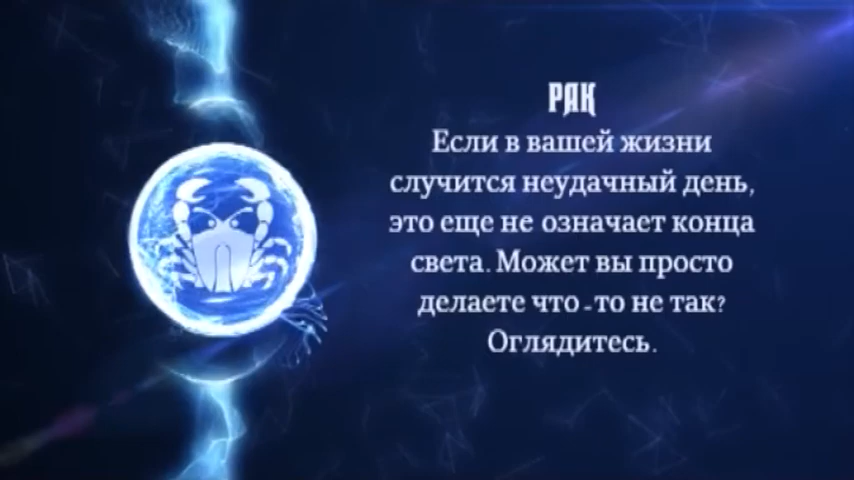 РАК
Если в вашей жизни
случится неудачный день,
это еще не означает конца
света. Может вы просто
делаете что-то не так?
Оглядитесь.